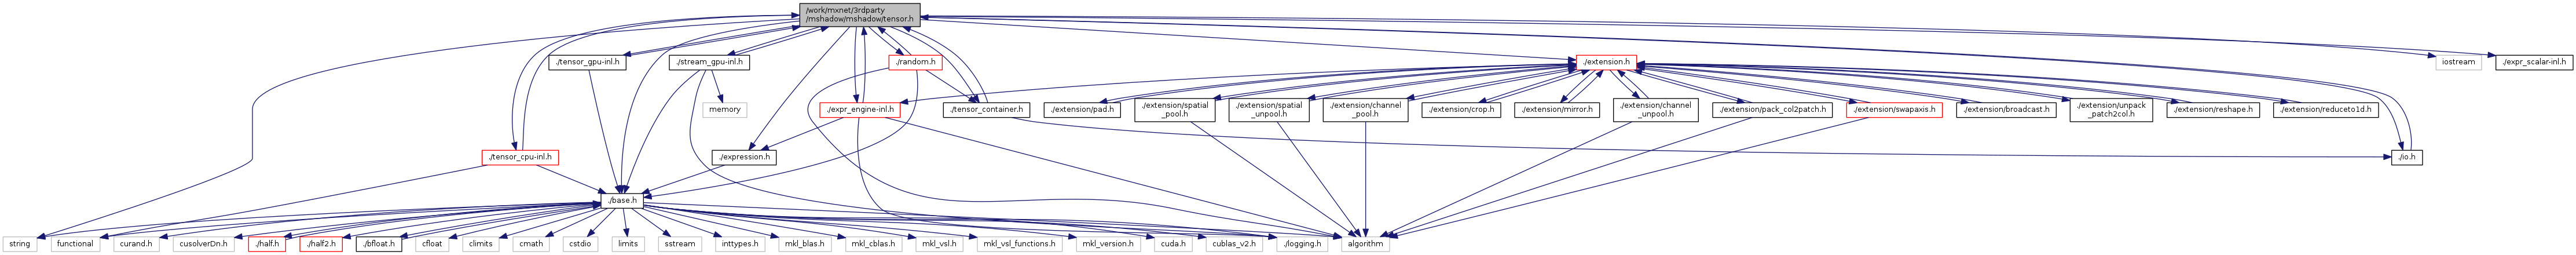 /work/mxnet/3rdparty
/mshadow/mshadow/tensor.h
./tensor_gpu-inl.h
./stream_gpu-inl.h
./random.h
./extension.h
iostream
./expr_scalar-inl.h
memory
./expr_engine-inl.h
./tensor_container.h
./extension/pad.h
./extension/spatial
_pool.h
./extension/spatial
_unpool.h
./extension/channel
_pool.h
./extension/crop.h
./extension/mirror.h
./extension/channel
_unpool.h
./extension/pack_col2patch.h
./extension/swapaxis.h
./extension/broadcast.h
./extension/unpack
_patch2col.h
./extension/reshape.h
./extension/reduceto1d.h
./tensor_cpu-inl.h
./expression.h
./io.h
./base.h
string
functional
curand.h
cusolverDn.h
./half.h
./half2.h
./bfloat.h
cfloat
climits
cmath
cstdio
limits
sstream
inttypes.h
mkl_blas.h
mkl_cblas.h
mkl_vsl.h
mkl_vsl_functions.h
mkl_version.h
cuda.h
cublas_v2.h
./logging.h
algorithm